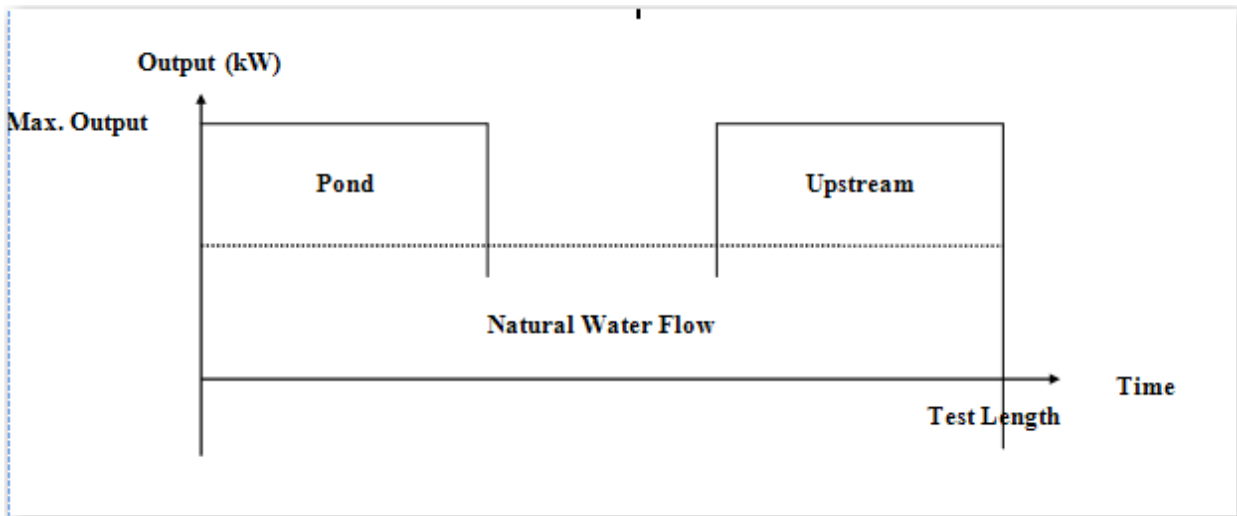 Output (kW)
Max. Output
Pond
Upstream
Natural Water Flow
Time
Test Length